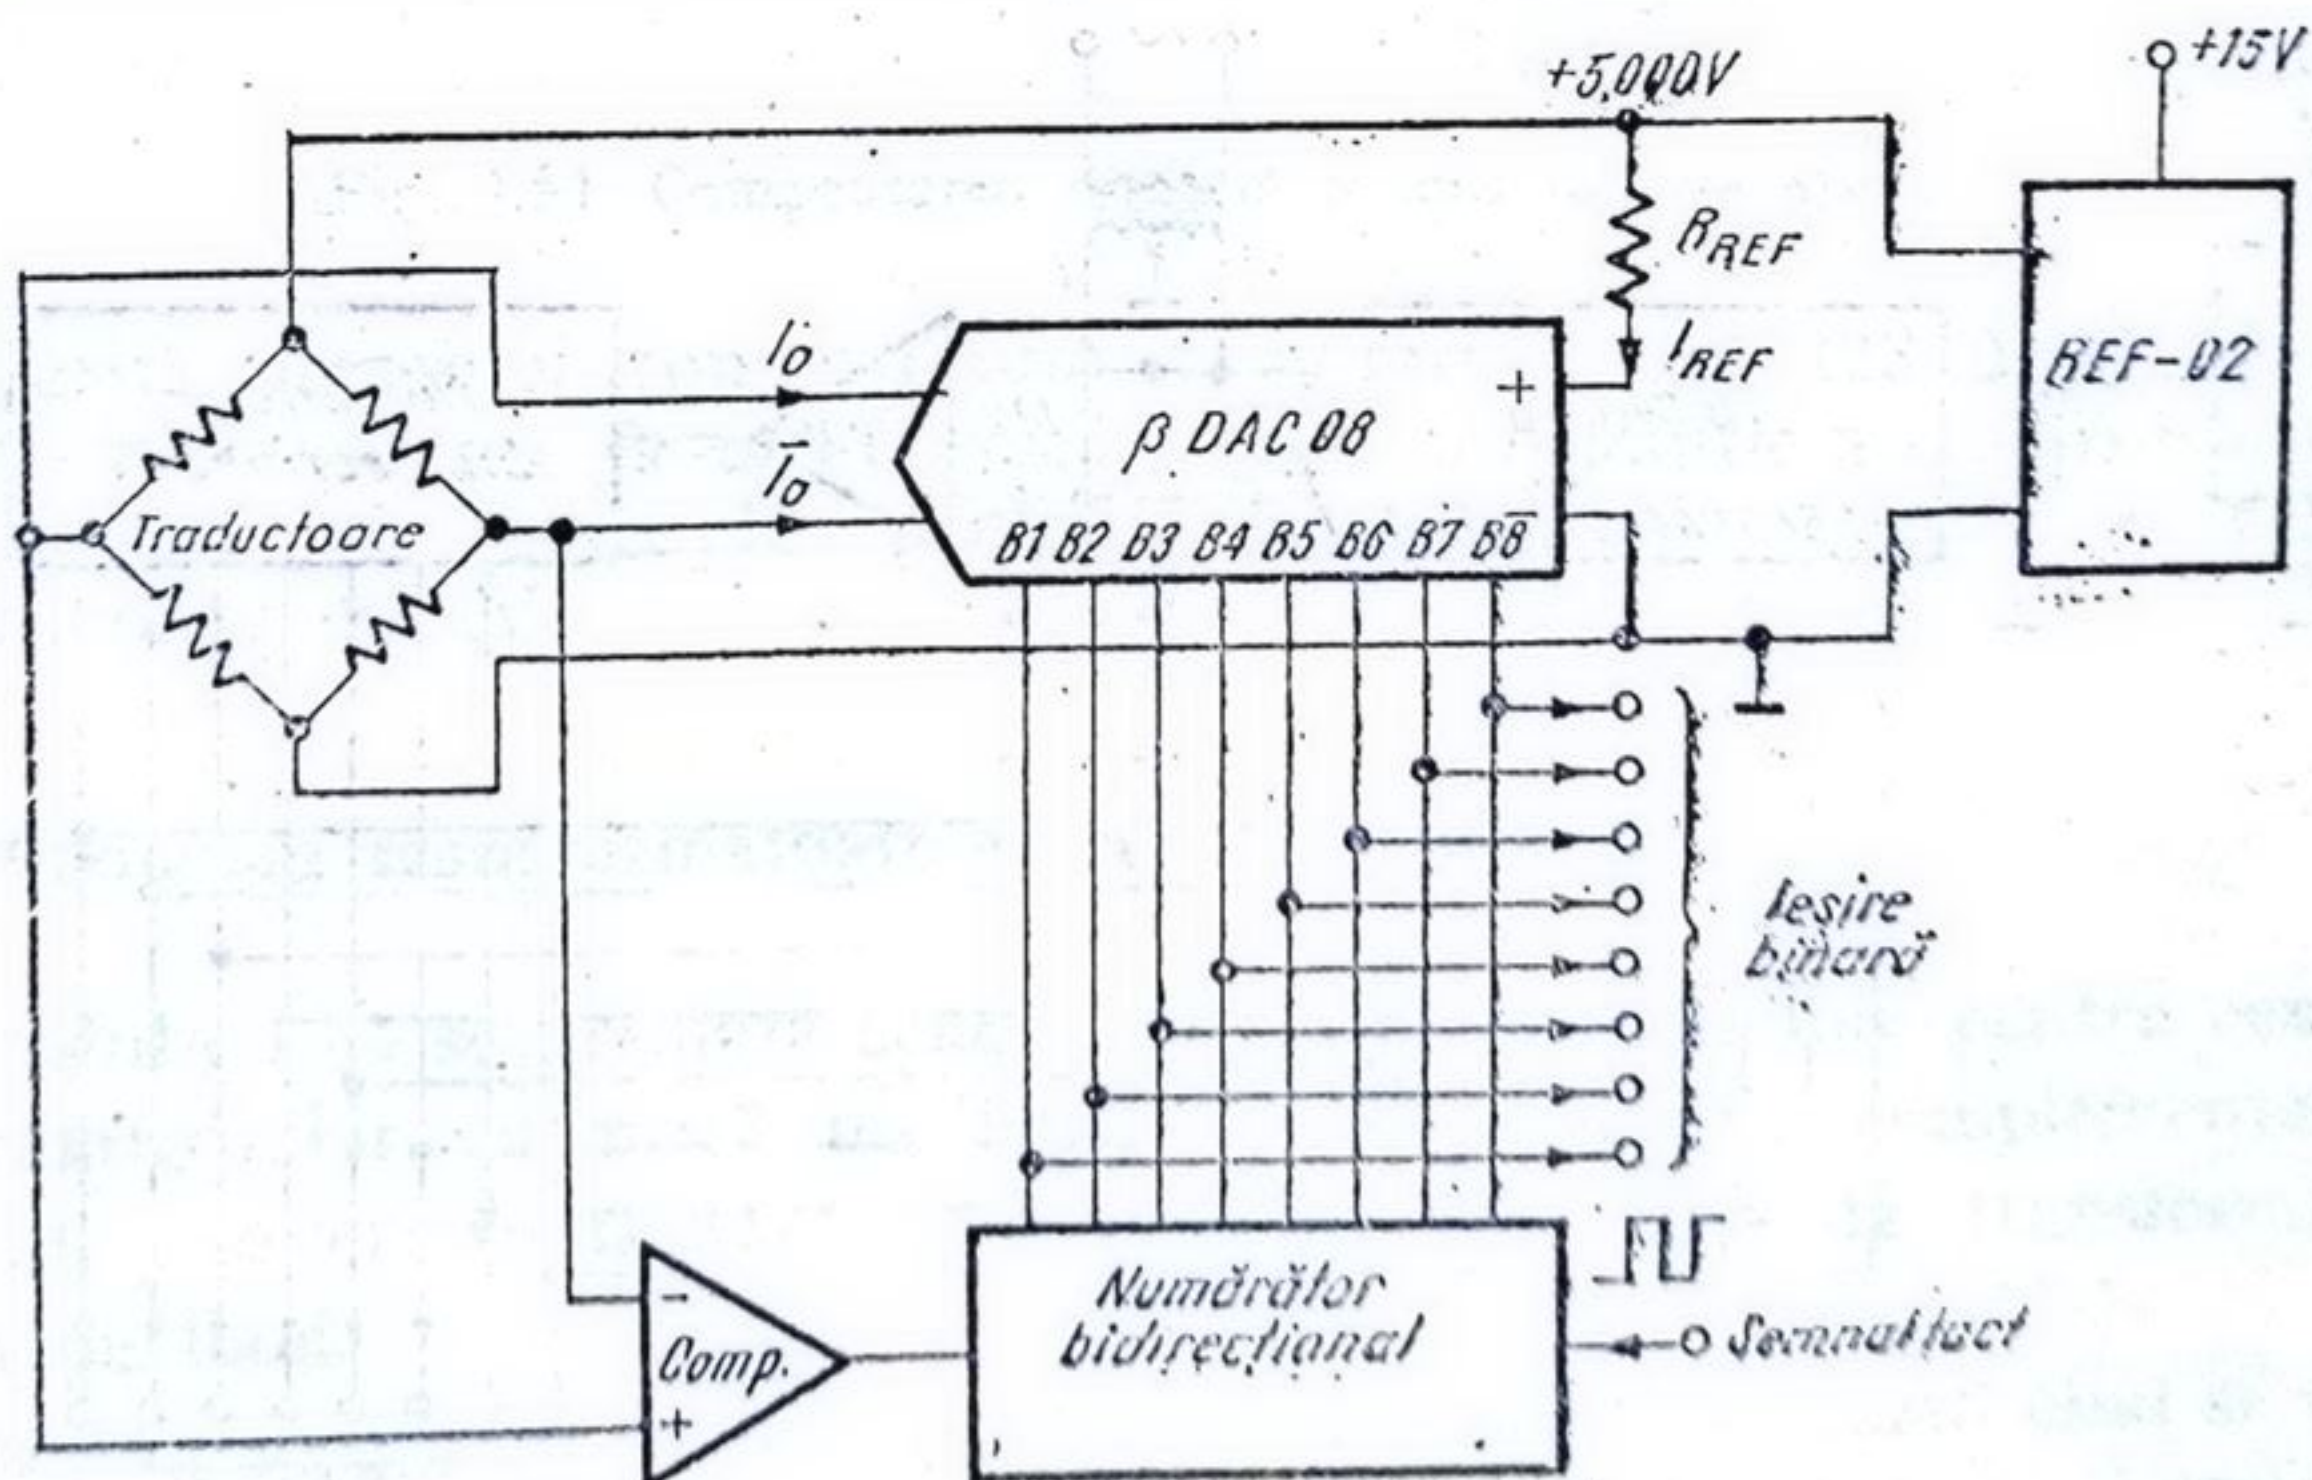 +5,000V
+15V
R_REF
I_REF
REF-02
I_o
Ī_o
+
β DAC 08
−
Traductoare
B1 B2 B3 B4 B5 B6 B7 B8
Ieșire
binară
−
Comp.
+
Numărător
bidirecțional
Semnal tact